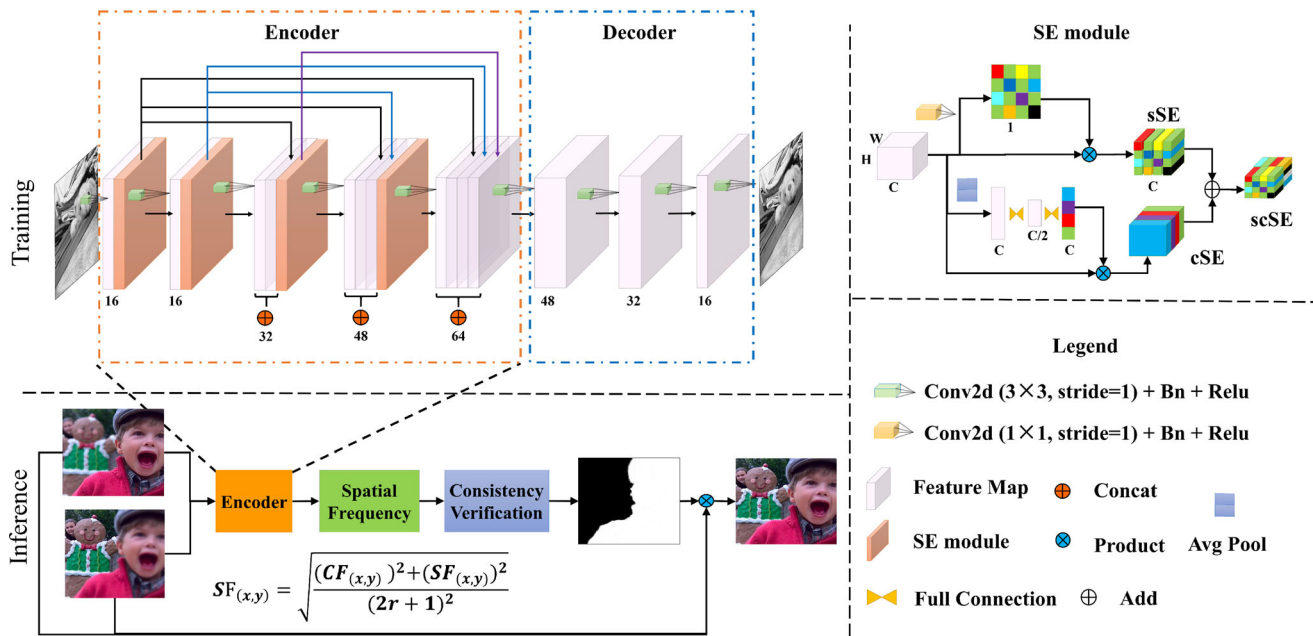 Encoder
Decoder
Training
16
16
32
48
64
48
32
16
SE module
W
H
C
1
sSE
C
C
C/2
C
cSE
scSE
Inference
Encoder
Spatial
Frequency
Consistency
Verification
SF(x,y) = √((CF(x,y))²+(SF(x,y))²/(2r + 1)²)
Legend
Conv2d (3×3, stride=1) + Bn + Relu
Conv2d (1×1, stride=1) + Bn + Relu
Feature Map
Concat
SE module
Product
Avg Pool
Full Connection
Add